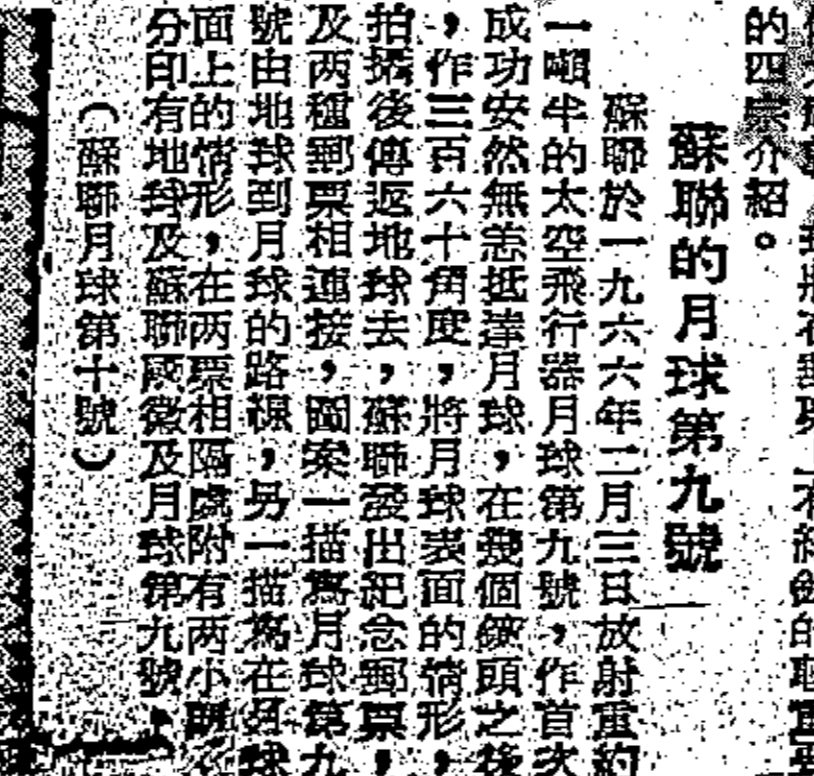 的四宗介紹。
蘇聯的月球第九號
蘇聯於一九六六年二月三日放射重約
一噸半的太空飛行器月球第九號，作首次
成功安然無恙抵達月球，在幾個鏡頭之後
，作三百六十角度，將月球表面的情形，
拍攝後傳返地球去，蘇聯發出紀念郵票，
及两種郵票相連接，圖案一描寫月球第九
號由地球到月球的路線，另一描寫在月球
面上的情形，在两票相隔處附有两小
分印有地球及蘇聯國徽及月球第九號
（蘇聯月球第十號）